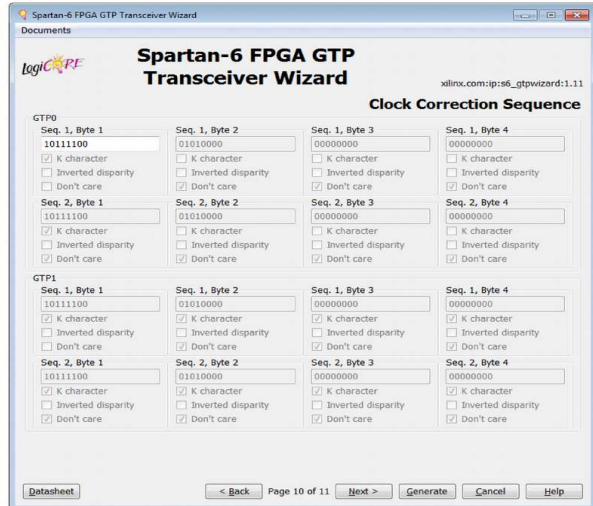 Spartan-6 FPGA GTP Transceiver Wizard
Documents
logiCORE
Spartan-6 FPGA GTP
Transceiver Wizard
xilinx.com:ip:s6_gtpwizard:1.11
Clock Correction Sequence
GTP0
Seq. 1, Byte 1 Seq. 1, Byte 2 Seq. 1, Byte 3 Seq. 1, Byte 4
10111100 01010000 00000000 00000000
K character K character K character K character
Inverted disparity Inverted disparity Inverted disparity Inverted disparity
Don't care Don't care Don't care Don't care
Seq. 2, Byte 1 Seq. 2, Byte 2 Seq. 2, Byte 3 Seq. 2, Byte 4
10111100 01010000 00000000 00000000
K character K character K character K character
Inverted disparity Inverted disparity Inverted disparity Inverted disparity
Don't care Don't care Don't care Don't care
GTP1
Seq. 1, Byte 1 Seq. 1, Byte 2 Seq. 1, Byte 3 Seq. 1, Byte 4
10111100 01010000 00000000 00000000
K character K character K character K character
Inverted disparity Inverted disparity Inverted disparity Inverted disparity
Don't care Don't care Don't care Don't care
Seq. 2, Byte 1 Seq. 2, Byte 2 Seq. 2, Byte 3 Seq. 2, Byte 4
10111100 01010000 00000000 00000000
K character K character K character K character
Inverted disparity Inverted disparity Inverted disparity Inverted disparity
Don't care Don't care Don't care Don't care
Datasheet < Back Page 10 of 11 Next > Generate Cancel Help